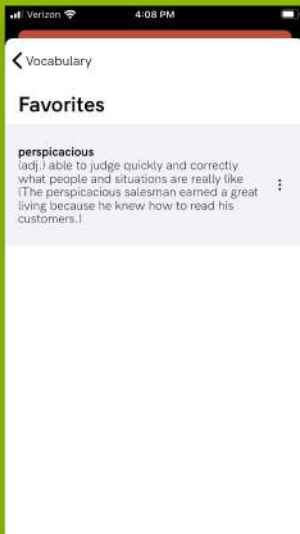 Verizon 4:08 PM
Vocabulary
Favorites
perspicacious
(adj.) able to judge quickly and correctly
what people and situations are really like
(The perspicacious salesman earned a great
living because he knew how to read his
customers.)